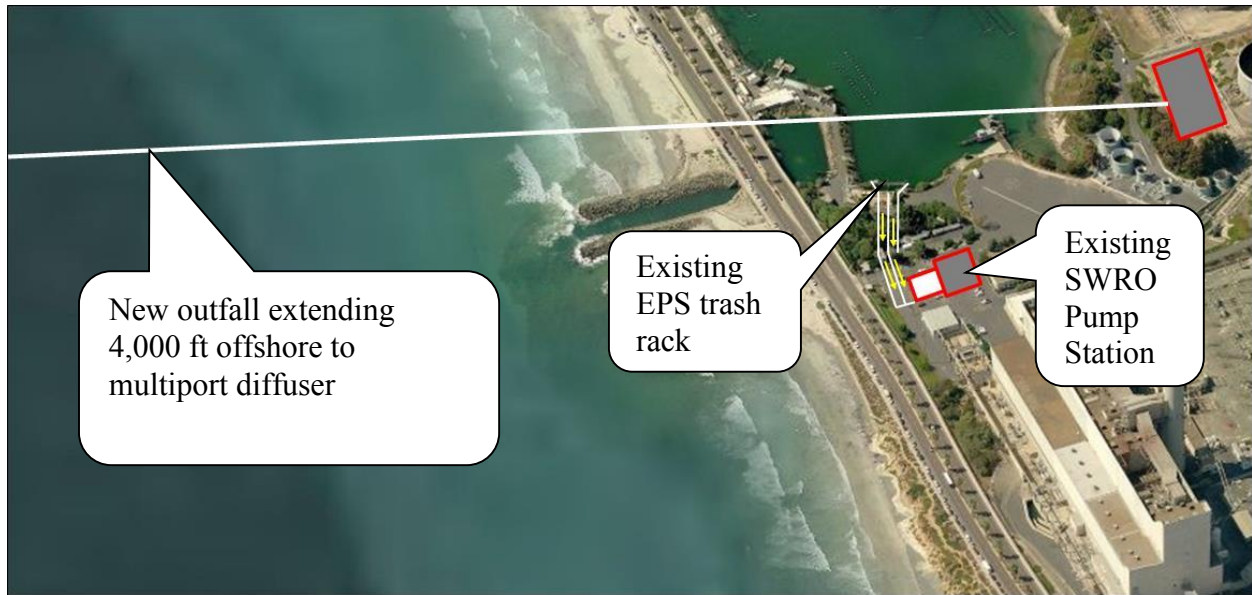 New outfall extending
4,000 ft offshore to
multiport diffuser
Existing
EPS trash
rack
Existing
SWRO
Pump
Station